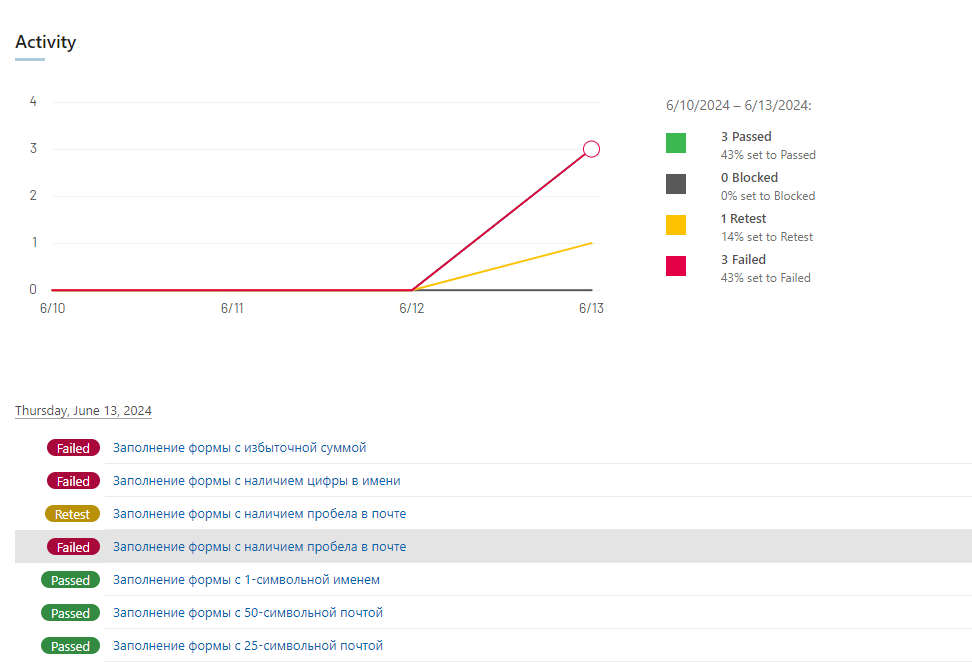 Activity
4
3
2
1
0
6/10 6/11 6/12 6/13
6/10/2024 – 6/13/2024:
3 Passed
43% set to Passed
0 Blocked
0% set to Blocked
1 Retest
14% set to Retest
3 Failed
43% set to Failed
Thursday, June 13, 2024
Failed Заполнение формы с избыточной суммой
Failed Заполнение формы с наличием цифры в имени
Retest Заполнение формы с наличием пробела в почте
Failed Заполнение формы с наличием пробела в почте
Passed Заполнение формы с 1-символьной именем
Passed Заполнение формы с 50-символьной почтой
Passed Заполнение формы с 25-символьной почтой